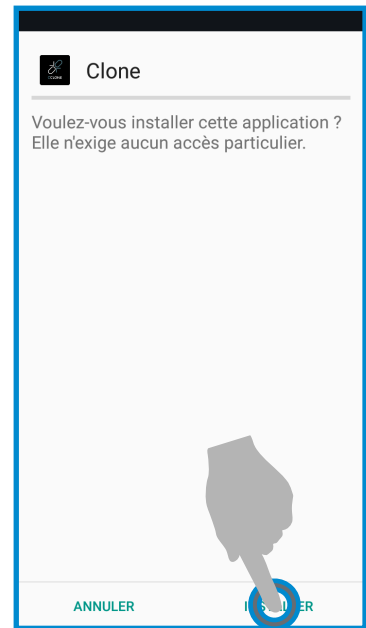 Clone
Voulez-vous installer cette application ?
Elle n'exige aucun accès particulier.
ANNULER